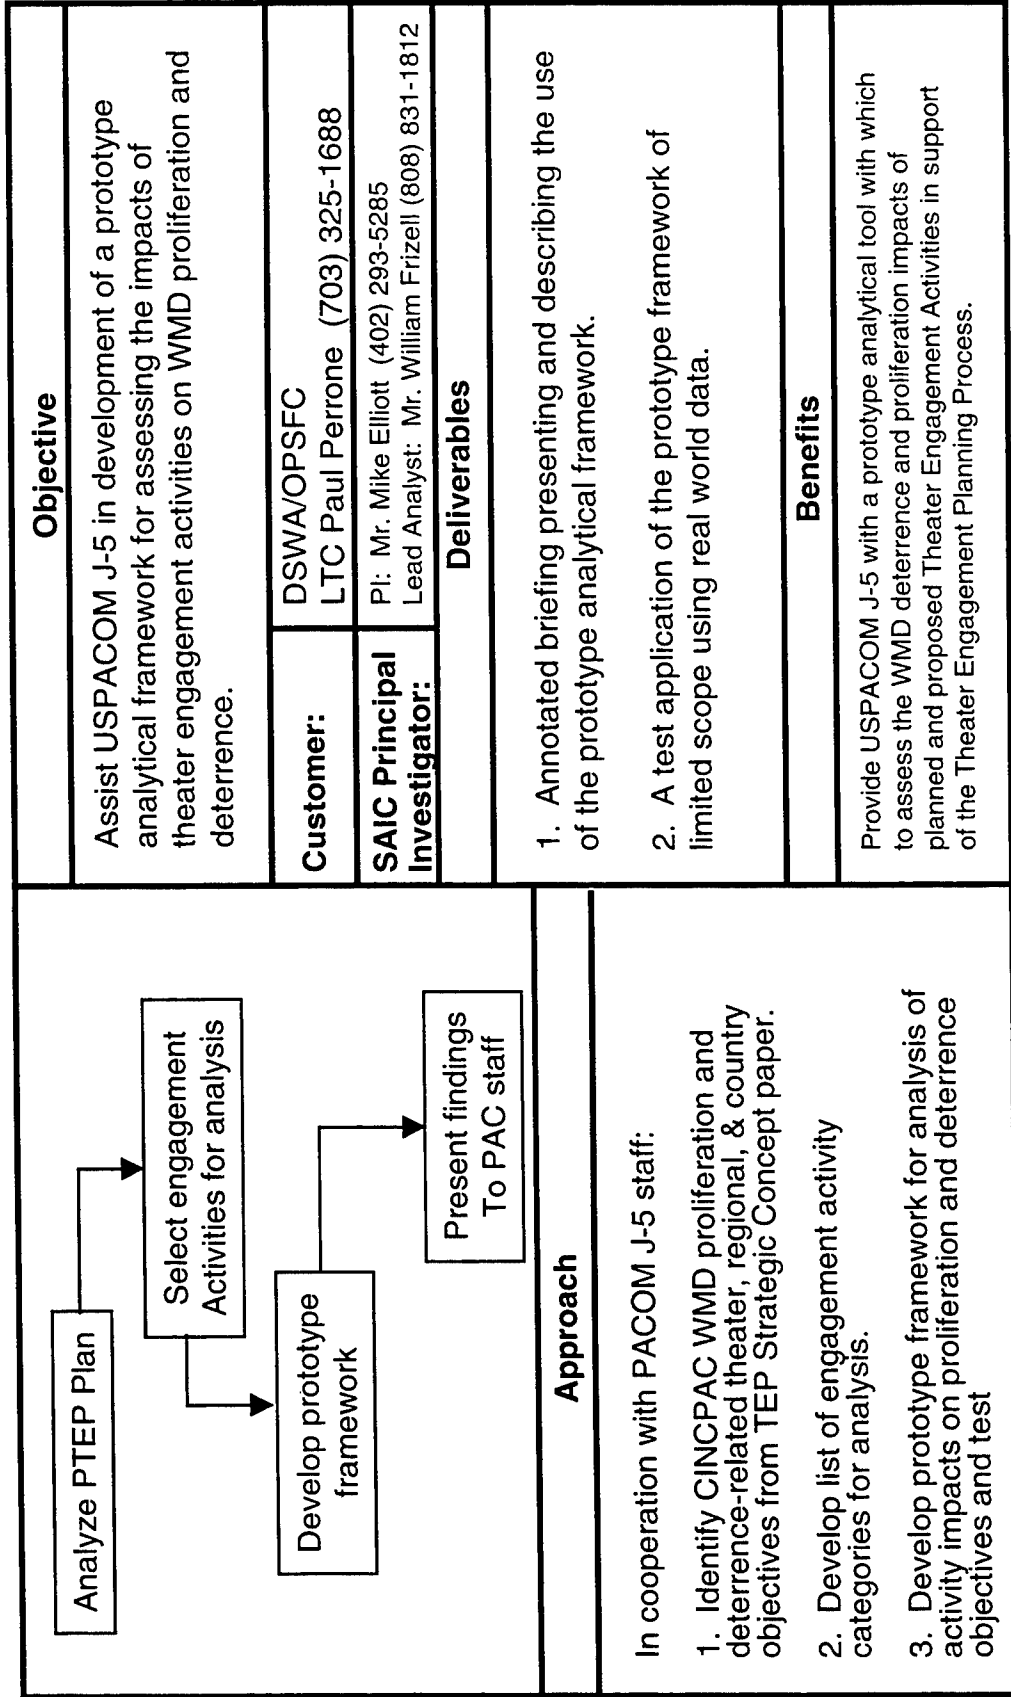 Analyze PTEP Plan
Select engagement
Activities for analysis
Develop prototype
framework
Present findings
To PAC staff
Approach
In cooperation with PACOM J-5 staff:
1. Identify CINCPAC WMD proliferation and
deterrence-related theater, regional, & country
objectives from TEP Strategic Concept paper.
2. Develop list of engagement activity
categories for analysis.
3. Develop prototype framework for analysis of
activity impacts on proliferation and deterrence
objectives and test
Objective
Assist USPACOM J-5 in development of a prototype
analytical framework for assessing the impacts of
theater engagement activities on WMD proliferation and
deterrence.
Customer:
DSWA/OPSFC
LTC Paul Perrone (703) 325-1688
SAIC Principal
Investigator:
PI: Mr. Mike Elliott (402) 293-5285
Lead Analyst: Mr. William Frizell (808) 831-1812
Deliverables
1. Annotated briefing presenting and describing the use
of the prototype analytical framework.
2. A test application of the prototype framework of
limited scope using real world data.
Benefits
Provide USPACOM J-5 with a prototype analytical tool with which
to assess the WMD deterrence and proliferation impacts of
planned and proposed Theater Engagement Activities in support
of the Theater Engagement Planning Process.